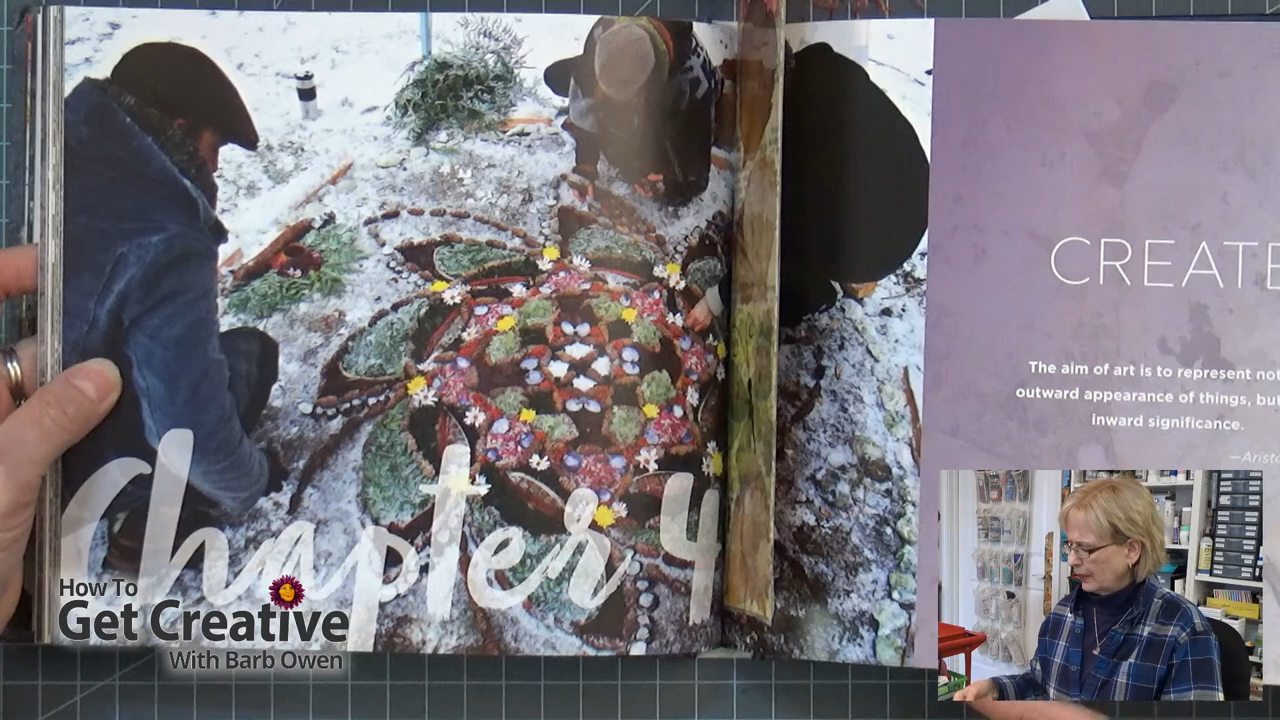 Chapter 4
CREATE
The aim of art is to represent not
outward appearance of things, but
inward significance.
How To
Get Creative
With Barb Owen